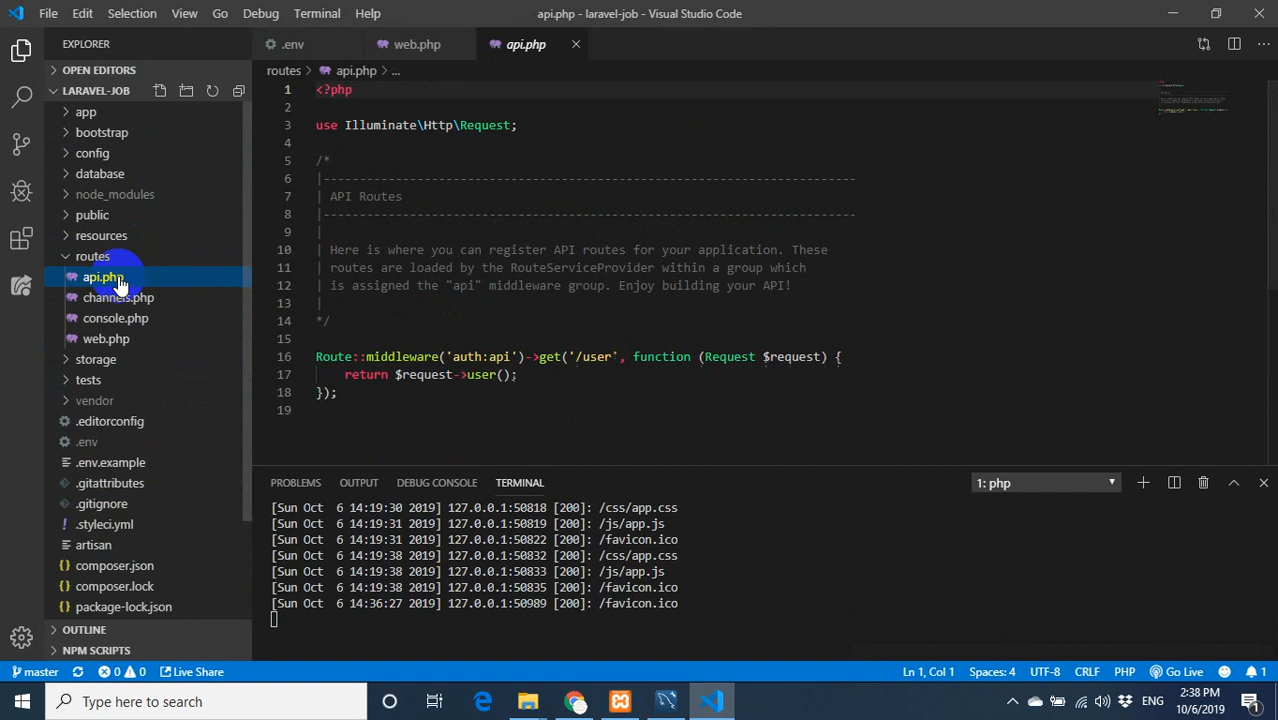 File Edit Selection View Go Debug Terminal Help
api.php - laravel-job - Visual Studio Code
EXPLORER
OPEN EDITORS
LARAVEL-JOB
app
bootstrap
config
database
node_modules
public
resources
routes
api.php
channels.php
console.php
web.php
storage
tests
vendor
.editorconfig
.env
.env.example
.gitattributes
.gitignore
.styleci.yml
artisan
composer.json
composer.lock
package-lock.json
OUTLINE
NPM SCRIPTS
.env web.php api.php
routes > api.php > ...
1 <?php
2
3 use Illuminate\Http\Request;
4
5 /*
6 |--------------------------------------------------------------------------
7 | API Routes
8 |--------------------------------------------------------------------------
9 |
10 | Here is where you can register API routes for your application. These
11 | routes are loaded by the RouteServiceProvider within a group which
12 | is assigned the "api" middleware group. Enjoy building your API!
13 |
14 */
15
16 Route::middleware('auth:api')->get('/user', function (Request $request) {
17 return $request->user();
18 });
19
PROBLEMS OUTPUT DEBUG CONSOLE TERMINAL
1: php
[Sun Oct  6 14:19:30 2019] 127.0.0.1:50818 [200]: /css/app.css
[Sun Oct  6 14:19:31 2019] 127.0.0.1:50819 [200]: /js/app.js
[Sun Oct  6 14:19:31 2019] 127.0.0.1:50822 [200]: /favicon.ico
[Sun Oct  6 14:19:38 2019] 127.0.0.1:50832 [200]: /css/app.css
[Sun Oct  6 14:19:38 2019] 127.0.0.1:50833 [200]: /js/app.js
[Sun Oct  6 14:19:38 2019] 127.0.0.1:50835 [200]: /favicon.ico
[Sun Oct  6 14:36:27 2019] 127.0.0.1:50989 [200]: /favicon.ico
master 0 0 Live Share Ln 1, Col 1 Spaces: 4 UTF-8 CRLF PHP Go Live 1
Type here to search
ENG
2:38 PM
10/6/2019
1